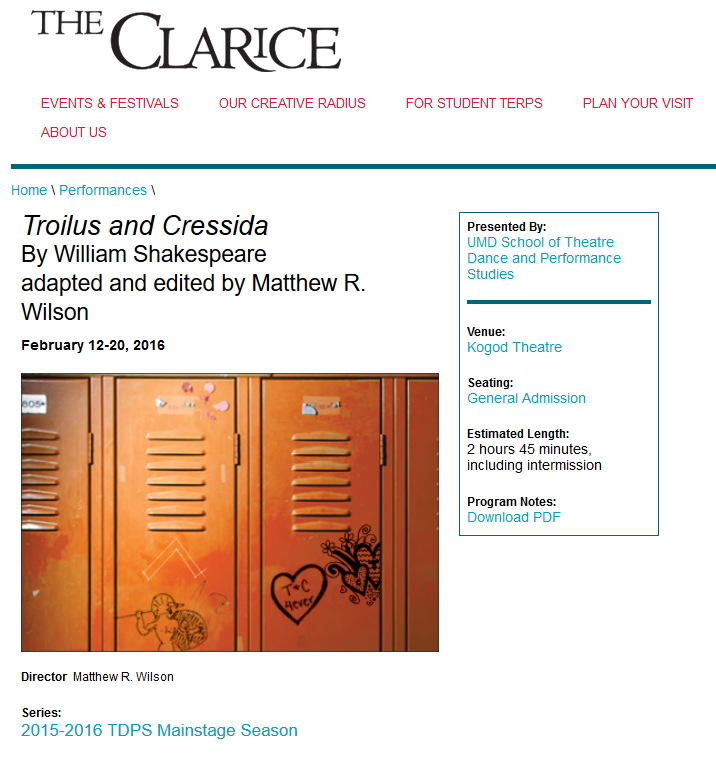 THE CLARICE
EVENTS & FESTIVALS OUR CREATIVE RADIUS FOR STUDENT TERPS PLAN YOUR VISIT
ABOUT US
Home \ Performances \
Troilus and Cressida
By William Shakespeare
adapted and edited by Matthew R.
Wilson
February 12-20, 2016
805
T+C
4ever
Director Matthew R. Wilson
Series:
2015-2016 TDPS Mainstage Season
Presented By:
UMD School of Theatre
Dance and Performance
Studies
Venue:
Kogod Theatre
Seating:
General Admission
Estimated Length:
2 hours 45 minutes,
including intermission
Program Notes:
Download PDF